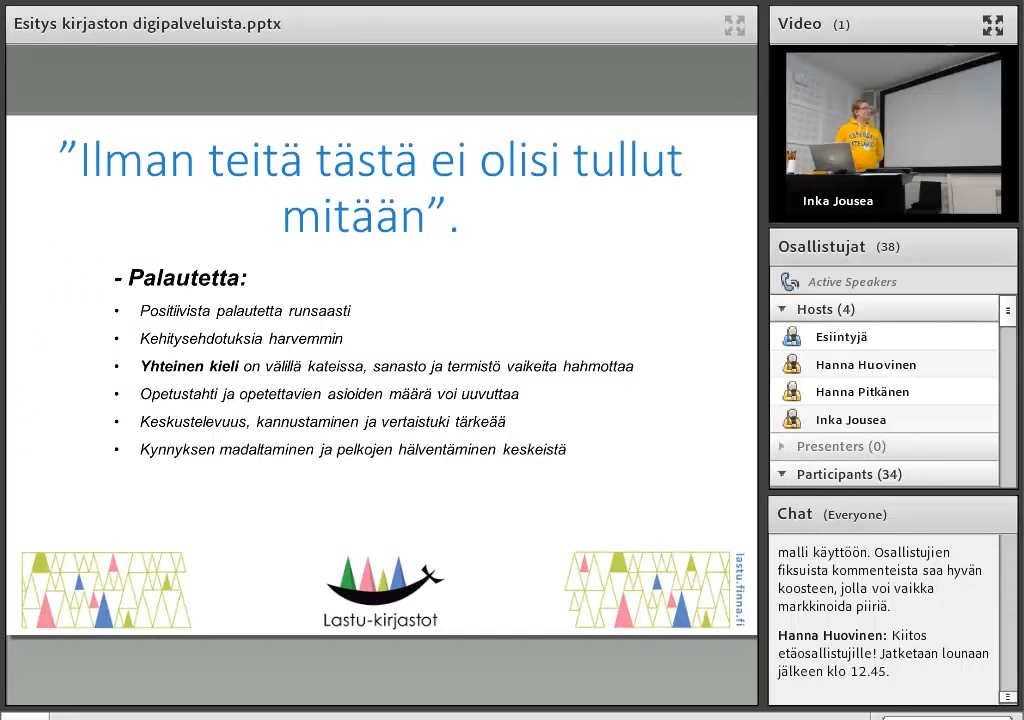 Esitys kirjaston digipalveluista.pptx
”Ilman teitä tästä ei olisi tullut
mitään”.
- Palautetta:
• Positiivista palautetta runsaasti
• Kehitysehdotuksia harvemmin
• Yhteinen kieli on välillä kateissa, sanasto ja termistö vaikeita hahmottaa
• Opetustahti ja opetettavien asioiden määrä voi uuvuttaa
• Keskustelevuus, kannustaminen ja vertaistuki tärkeää
• Kynnyksen madaltaminen ja pelkojen hälventäminen keskeistä
Lastu-kirjastot
lastu.finna.fi
Video (1)
Inka Jousea
Osallistujat (38)
Active Speakers
Hosts (4)
Esiintyjä
Hanna Huovinen
Hanna Pitkänen
Inka Jousea
Presenters (0)
Participants (34)
Chat (Everyone)
malli käyttöön. Osallistujien
fiksuista kommenteista saa hyvän
koosteen, jolla voi vaikka
markkinoida piiriä.
Hanna Huovinen: Kiitos
etäosallistujille! Jatketaan lounaan
jälkeen klo 12.45.